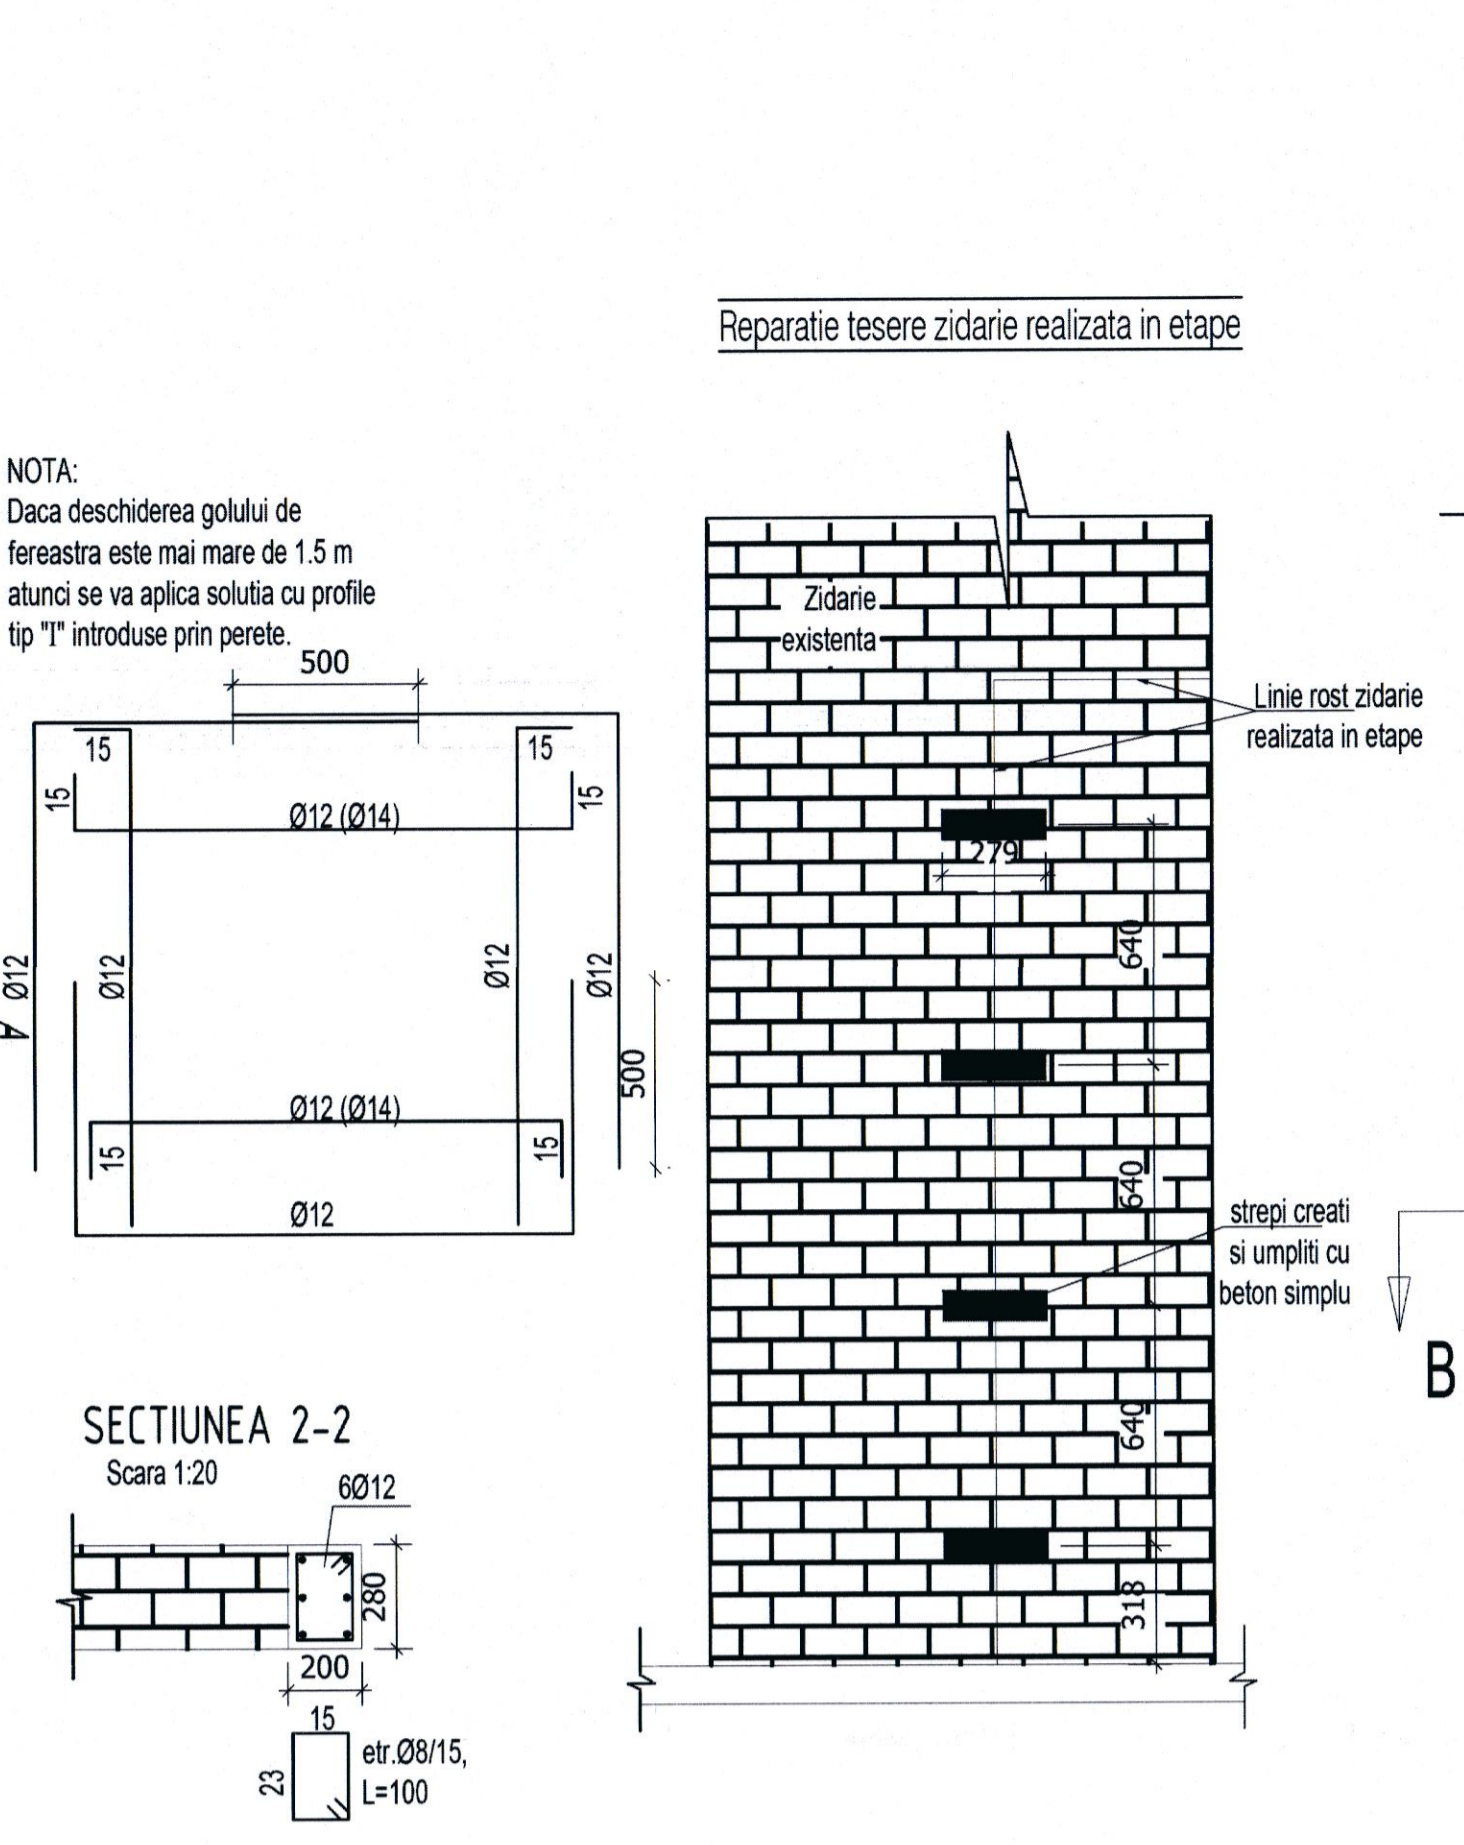 Reparatie tesere zidarie realizata in etape
NOTA:
Daca deschiderea golului de
fereastra este mai mare de 1.5 m
atunci se va aplica solutia cu profile
tip "I" introduse prin perete.
500
15
15
15
15
Ø12 (Ø14)
Ø12
Ø12
Ø12
Ø12
A
500
Ø12 (Ø14)
15
15
Ø12
SECTIUNEA 2-2
Scara 1:20
6Ø12
280
200
15
23
etr.Ø8/15,
L=100
Zidarie
existenta
Linie rost zidarie
realizata in etape
279
640
640
strepi creati
si umpliti cu
beton simplu
640
318
B